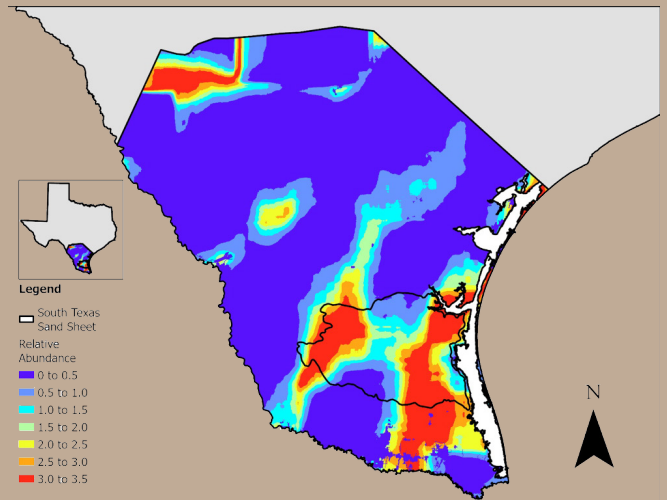 N
Legend
South Texas
Sand Sheet
Relative
Abundance
0 to 0.5
0.5 to 1.0
1.0 to 1.5
1.5 to 2.0
2.0 to 2.5
2.5 to 3.0
3.0 to 3.5